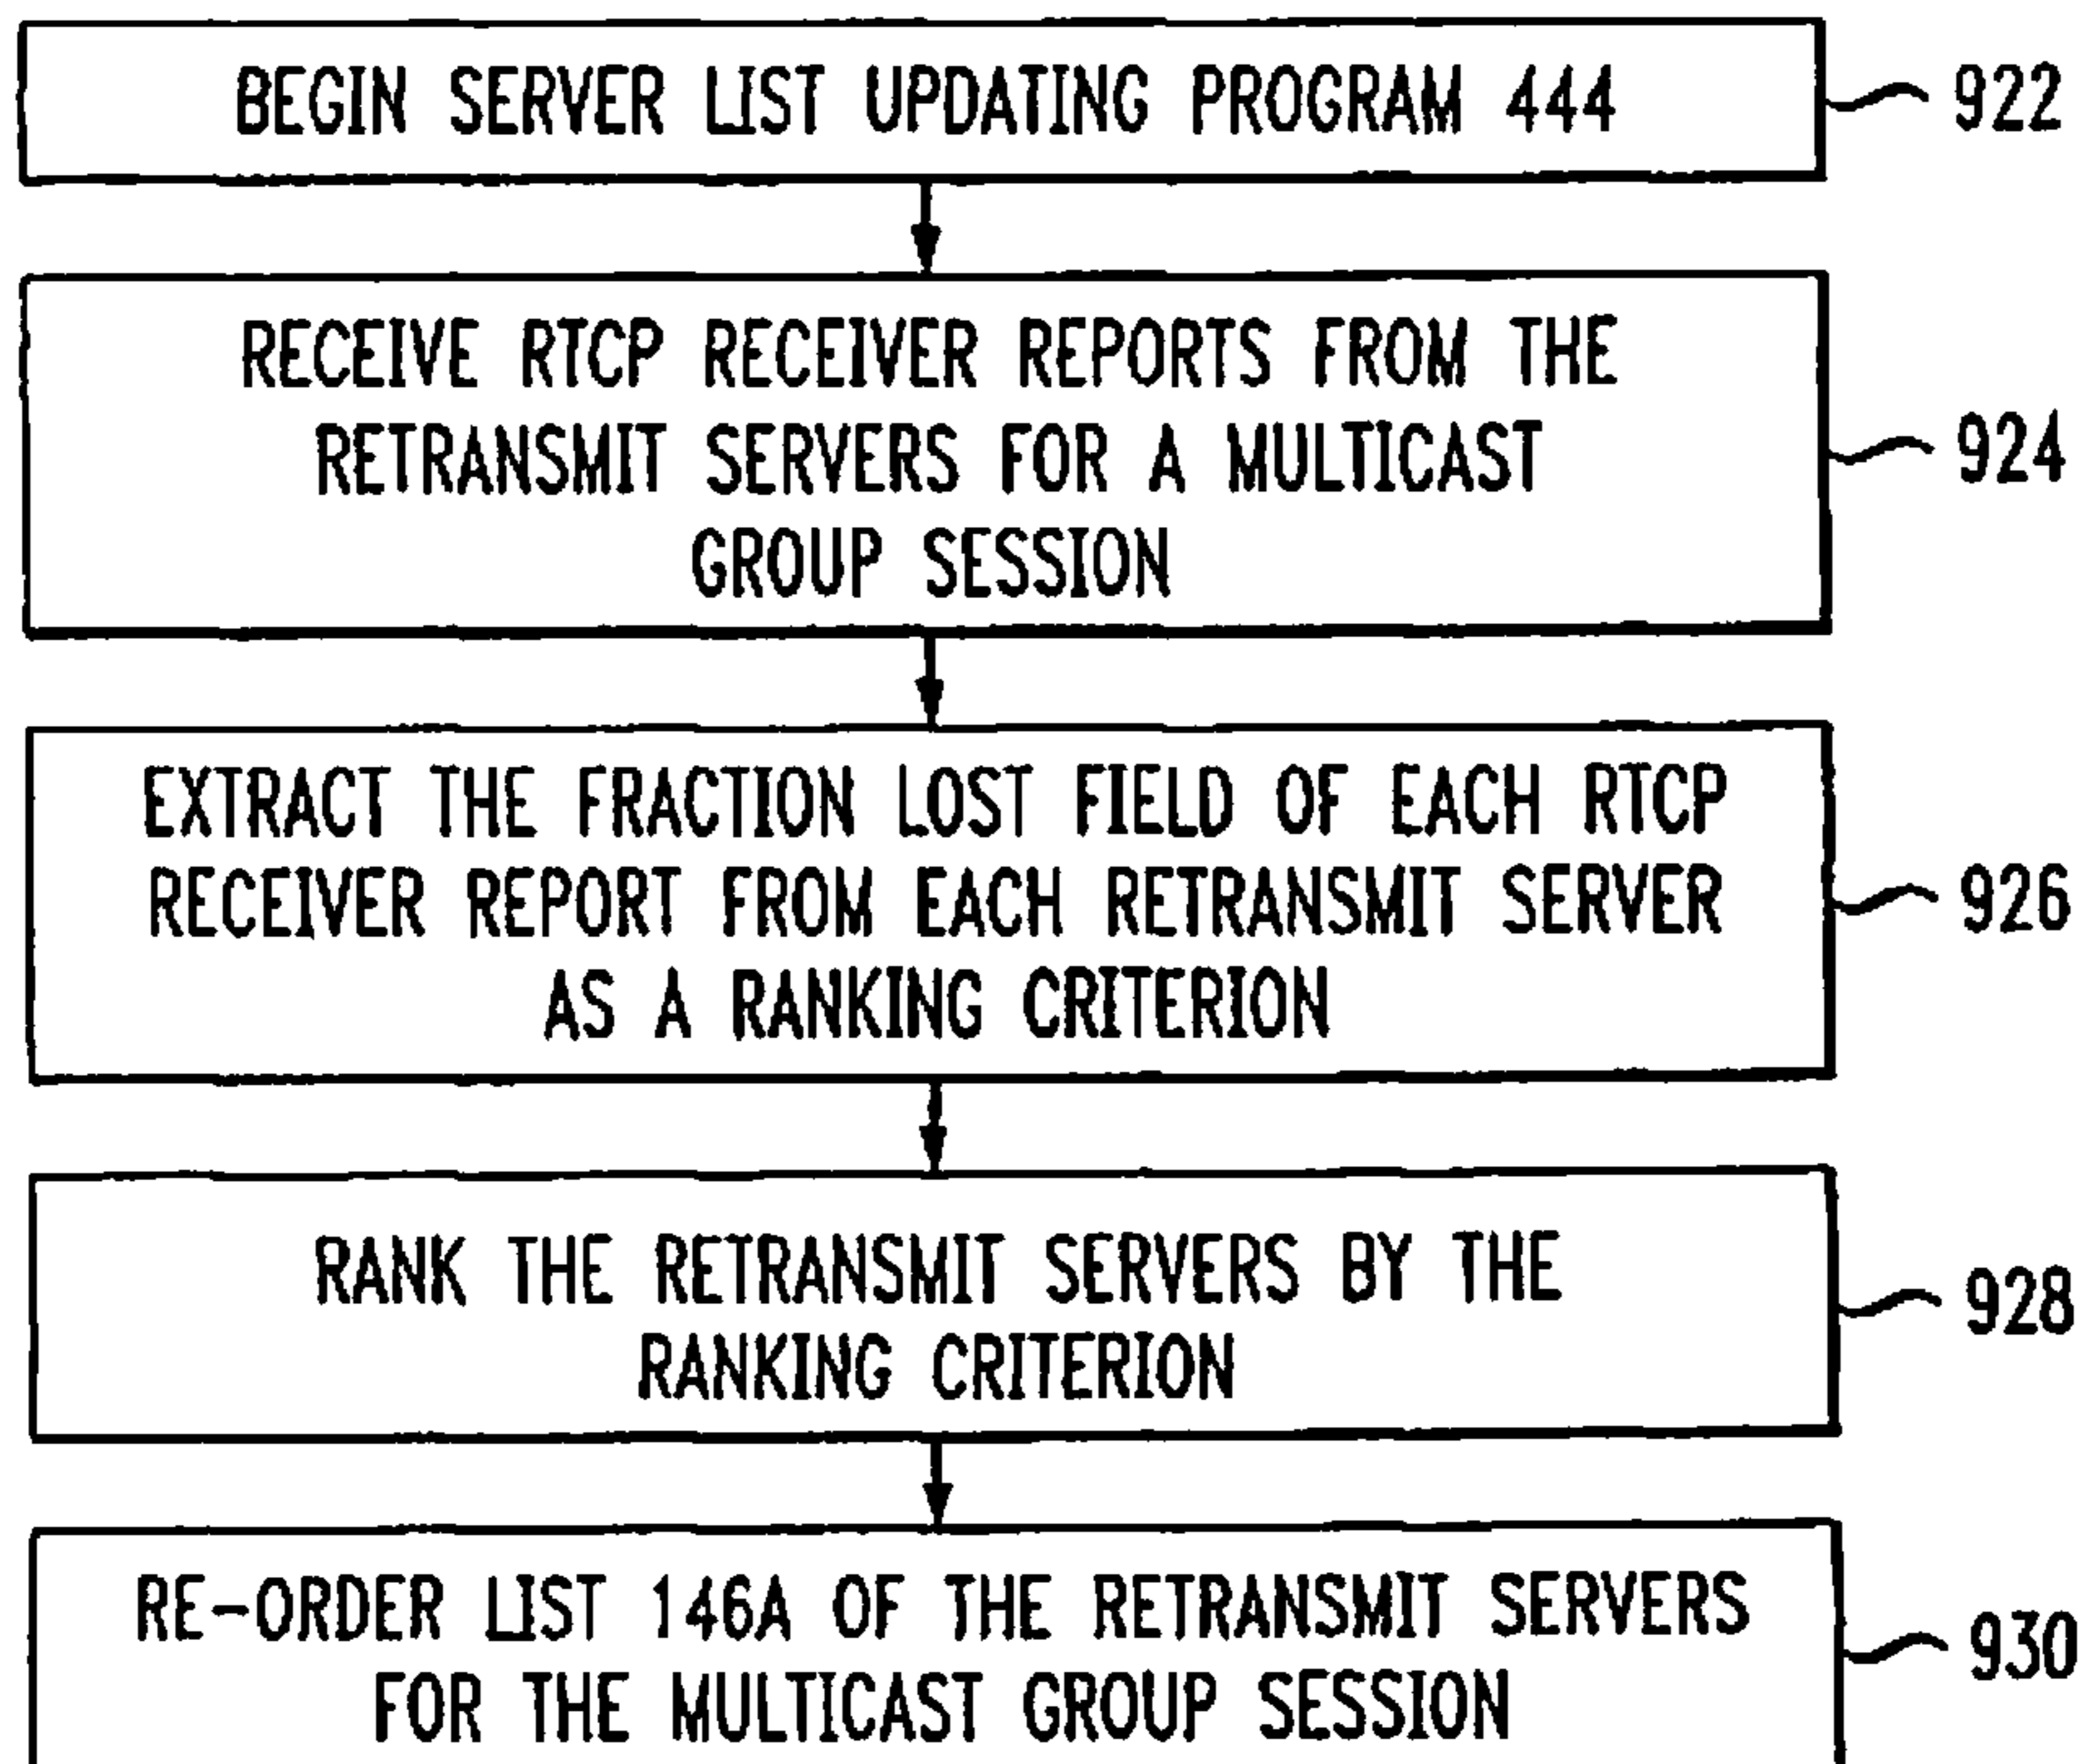 BEGIN SERVER LIST UPDATING PROGRAM 444
922
RECEIVE RTCP RECEIVER REPORTS FROM THE
RETRANSMIT SERVERS FOR A MULTICAST
GROUP SESSION
924
EXTRACT THE FRACTION LOST FIELD OF EACH RTCP
RECEIVER REPORT FROM EACH RETRANSMIT SERVER
AS A RANKING CRITERION
926
RANK THE RETRANSMIT SERVERS BY THE
RANKING CRITERION
928
RE-ORDER LIST 146A OF THE RETRANSMIT SERVERS
FOR THE MULTICAST GROUP SESSION
930